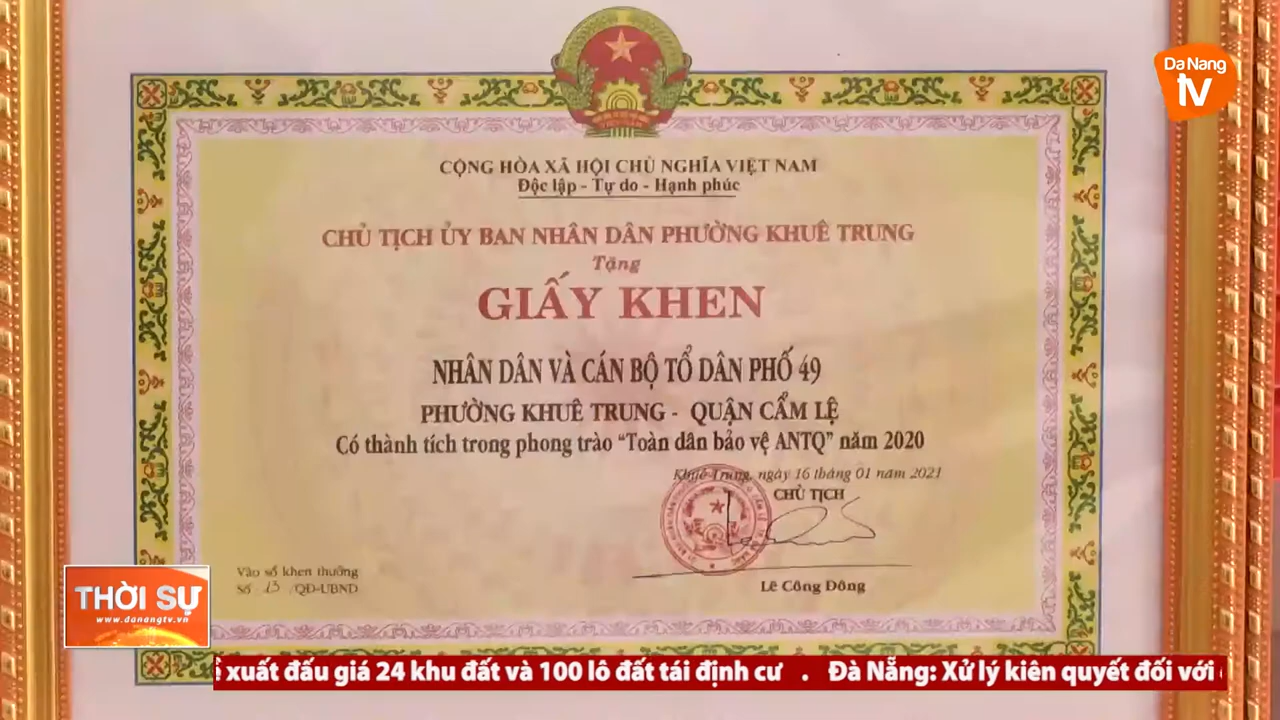 Da Nang
tv
CỘNG HÒA XÃ HỘI CHỦ NGHĨA VIỆT NAM
Độc lập - Tự do - Hạnh phúc
CHỦ TỊCH ỦY BAN NHÂN DÂN PHƯỜNG KHUÊ TRUNG
Tặng
GIẤY KHEN
NHÂN DÂN VÀ CÁN BỘ TỔ DÂN PHỐ 49
PHƯỜNG KHUÊ TRUNG - QUẬN CẨM LỆ
Có thành tích trong phong trào “Toàn dân bảo vệ ANTQ” năm 2020
Khuê Trung, ngày 16 tháng 01 năm 2021
CHỦ TỊCH
Vào sổ khen thưởng
Số 13 /QĐ-UBND
Lê Công Đông
THỜI SỰ
www.danangtv.vn
xuất đấu giá 24 khu đất và 100 lô đất tái định cư . Đà Nẵng: Xử lý kiên quyết đối với